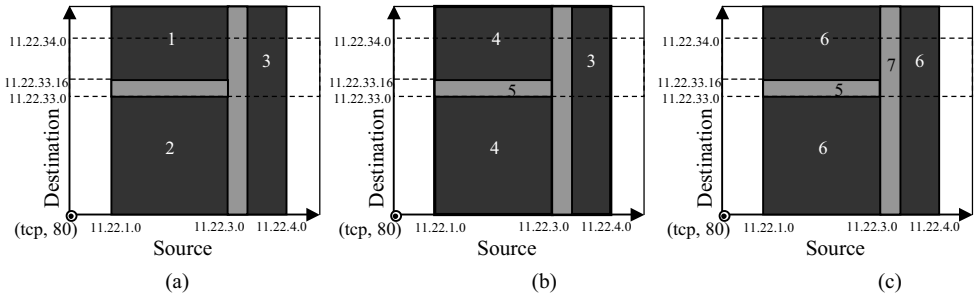 Destination
11.22.34.0
11.22.33.16
11.22.33.0
1
3
2
(tcp, 80)
11.22.1.0
11.22.3.0
11.22.4.0
Source
(a)
Destination
11.22.34.0
11.22.33.16
11.22.33.0
4
3
5
4
(tcp, 80)
11.22.1.0
11.22.3.0
11.22.4.0
Source
(b)
Destination
11.22.34.0
11.22.33.16
11.22.33.0
6
7
6
5
6
(tcp, 80)
11.22.1.0
11.22.3.0
11.22.4.0
Source
(c)